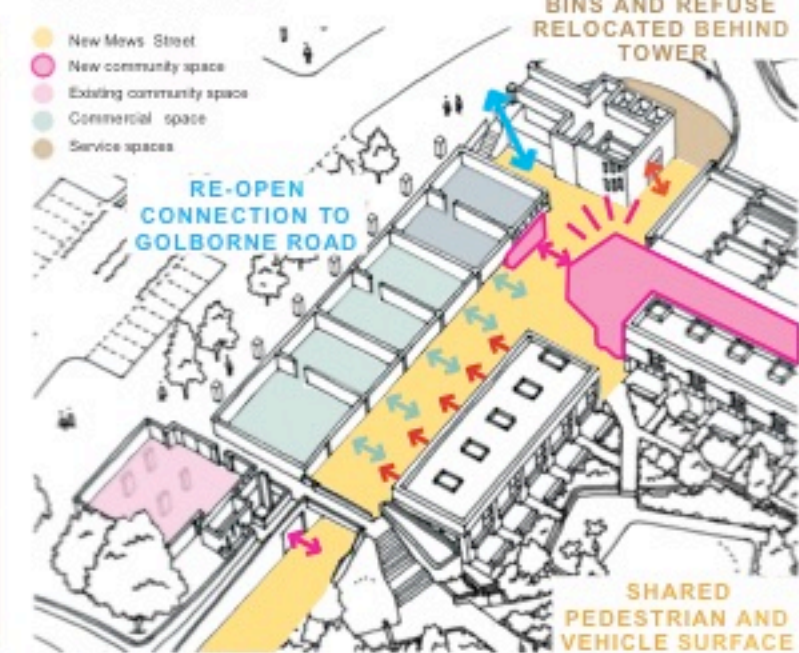 BINS AND REFUSE
RELOCATED BEHIND
TOWER
New Mews Street
New community space
Existing community space
Commercial space
Service spaces
RE-OPEN
CONNECTION TO
GOLBORNE ROAD
SHARED
PEDESTRIAN AND
VEHICLE SURFACE